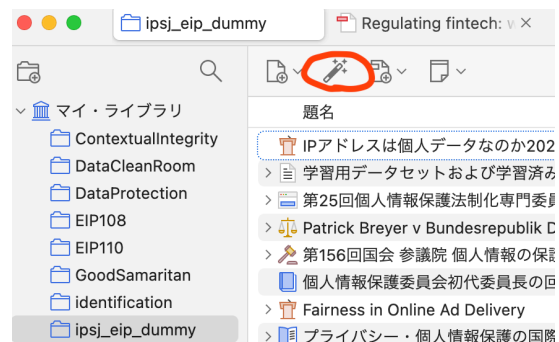 ipsj_eip_dummy
Regulating fintech: w
マイ・ライブラリ
ContextualIntegrity
DataCleanRoom
DataProtection
EIP108
EIP110
GoodSamaritan
identification
ipsj_eip_dummy
題名
IPアドレスは個人データなのか202
学習用データセットおよび学習済み
第25回個人情報保護法制化専門委員
Patrick Breyer v Bundesrepublik D
第156回国会 参議院 個人情報の保護
個人情報保護委員会初代委員長の回
Fairness in Online Ad Delivery
プライバシー・個人情報保護の国際